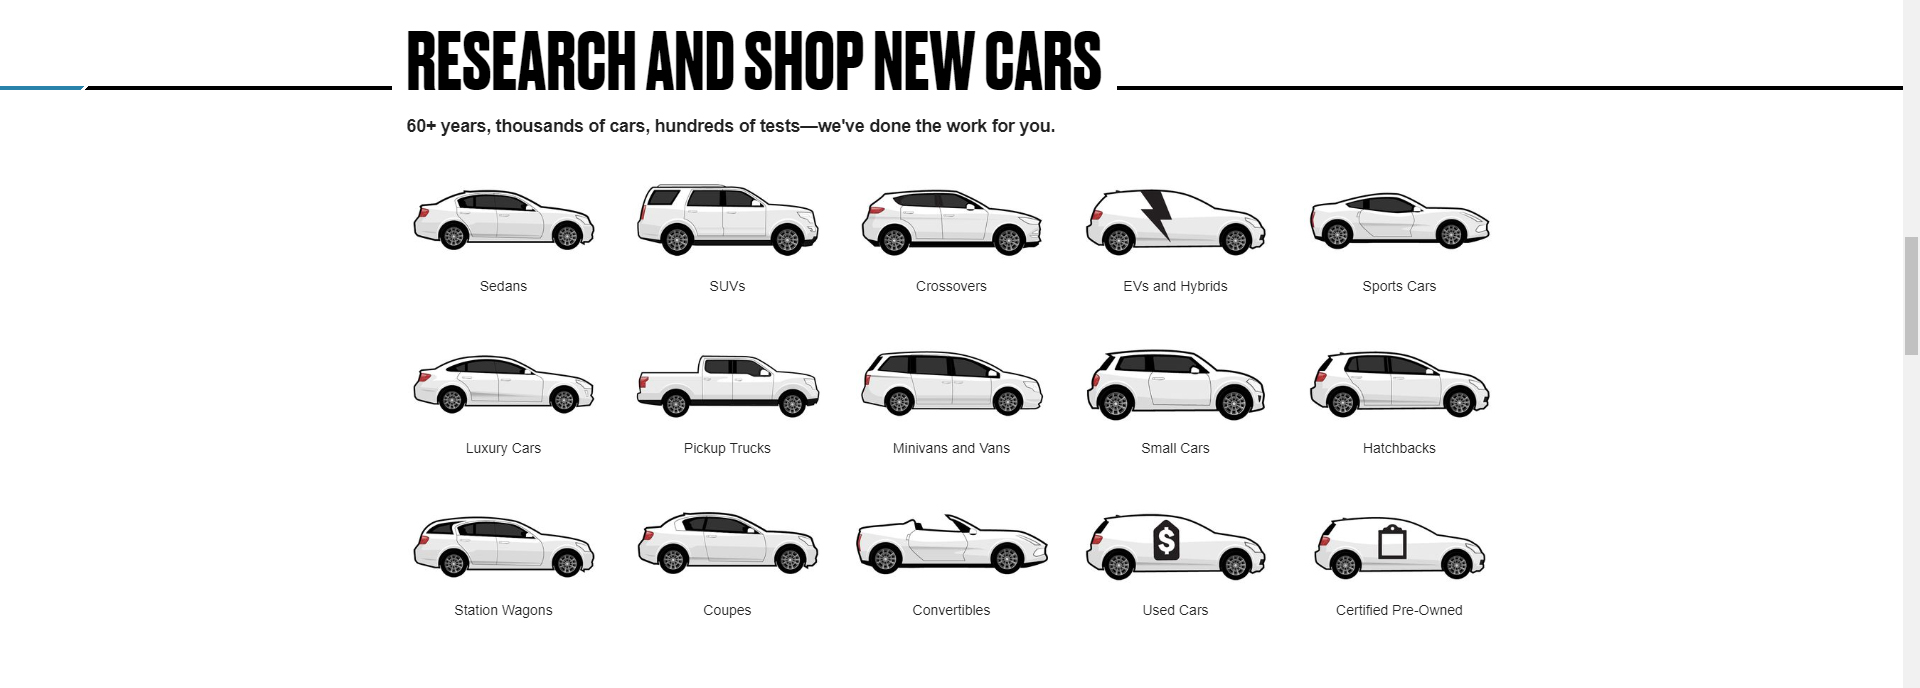 RESEARCH AND SHOP NEW CARS
60+ years, thousands of cars, hundreds of tests—we've done the work for you.
Sedans
SUVs
Crossovers
EVs and Hybrids
Sports Cars
Luxury Cars
Pickup Trucks
Minivans and Vans
Small Cars
Hatchbacks
$
Station Wagons
Coupes
Convertibles
Used Cars
Certified Pre-Owned